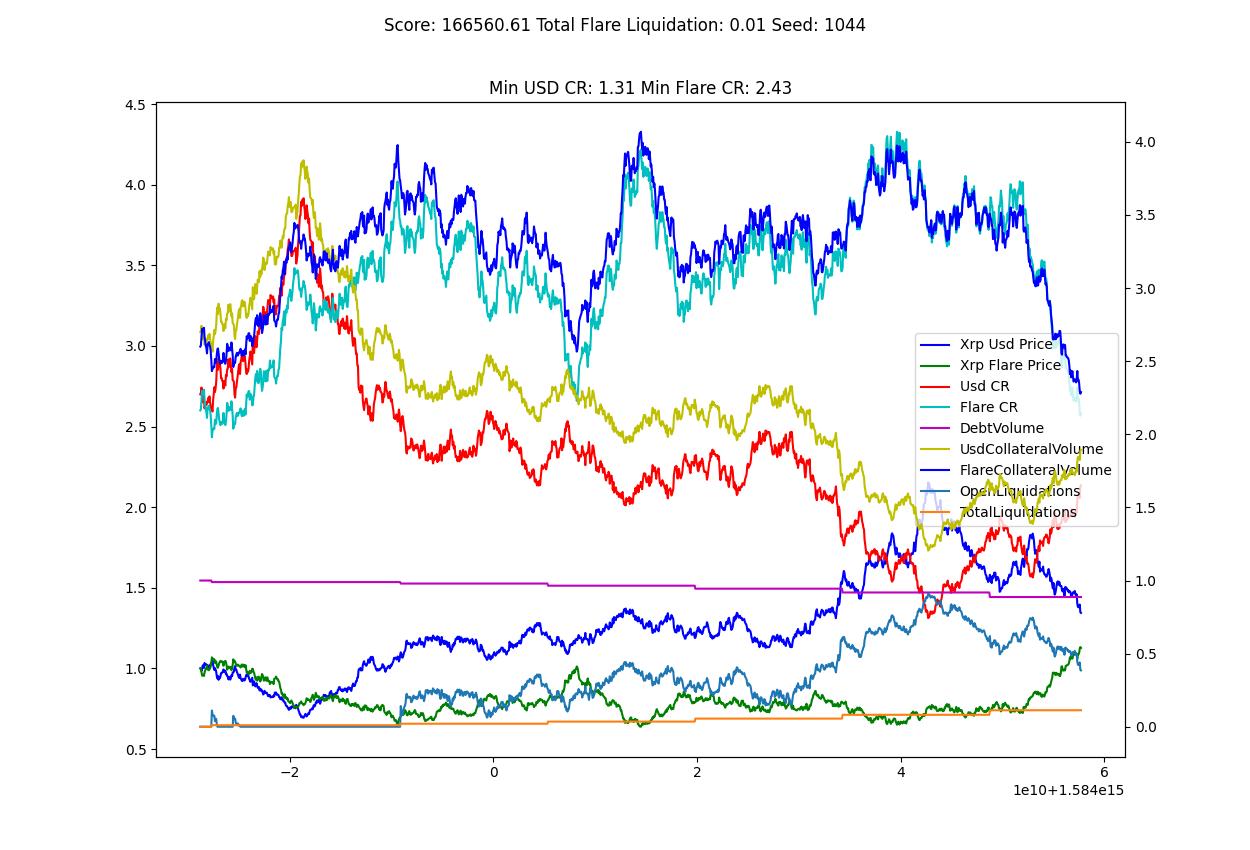 Score: 166560.61 Total Flare Liquidation: 0.01 Seed: 1044
Min USD CR: 1.31 Min Flare CR: 2.43
4.5
4.0
3.5
3.0
2.5
2.0
1.5
1.0
0.5
4.0
3.5
3.0
2.5
2.0
1.5
1.0
0.5
0.0
Xrp Usd Price
Xrp Flare Price
Usd CR
Flare CR
DebtVolume
UsdCollateralVolume
FlareCollateralVolume
OpenLiquidations
TotalLiquidations
−2 0 2 4 6
1e10+1.584e15